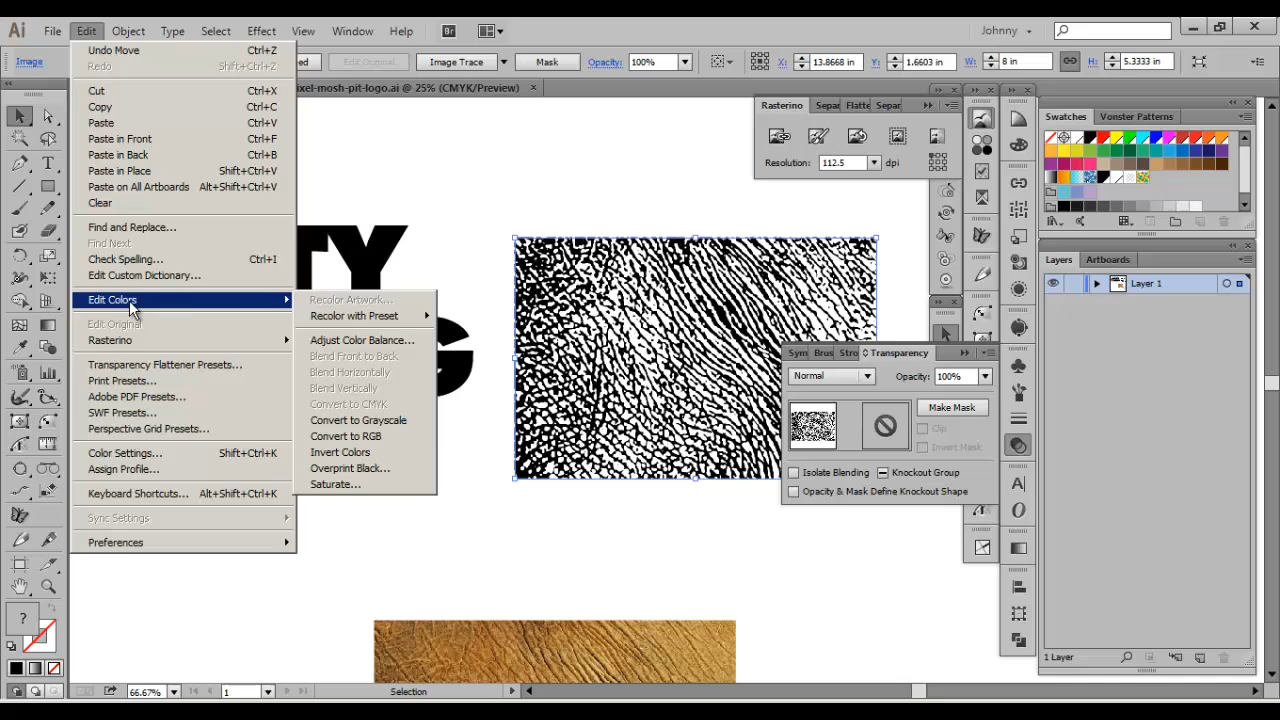 Ai File Edit Object Type Select Effect View Window Help Br Johnny
Image Edit Original Image Trace Mask Opacity: 100% X: 13.8668 in Y: 1.6603 in W: 8 in H: 5.3333 in
ixel-mosh-pit-logo.ai @ 25% (CMYK/Preview)
Undo Move Ctrl+Z
Redo Shift+Ctrl+Z
Cut Ctrl+X
Copy Ctrl+C
Paste Ctrl+V
Paste in Front Ctrl+F
Paste in Back Ctrl+B
Paste in Place Shift+Ctrl+V
Paste on All Artboards Alt+Shift+Ctrl+V
Clear
Find and Replace...
Find Next
Check Spelling... Ctrl+I
Edit Custom Dictionary...
Edit Colors
Edit Original
Rasterino
Transparency Flattener Presets...
Print Presets...
Adobe PDF Presets...
SWF Presets...
Perspective Grid Presets...
Color Settings... Shift+Ctrl+K
Assign Profile...
Keyboard Shortcuts... Alt+Shift+Ctrl+K
Sync Settings
Preferences
Recolor Artwork...
Recolor with Preset
Adjust Color Balance...
Blend Front to Back
Blend Horizontally
Blend Vertically
Convert to CMYK
Convert to Grayscale
Convert to RGB
Invert Colors
Overprint Black...
Saturate...
TY
G
Rasterino Separ Flatte Separ
Resolution: 112.5 dpi
Swatches Vonster Patterns
Layers Artboards
Layer 1
Sym Brus Stro Transparency
Normal Opacity: 100%
Make Mask
Clip
Invert Mask
Isolate Blending Knockout Group
Opacity & Mask Define Knockout Shape
1 Layer
66.67% 1 Selection